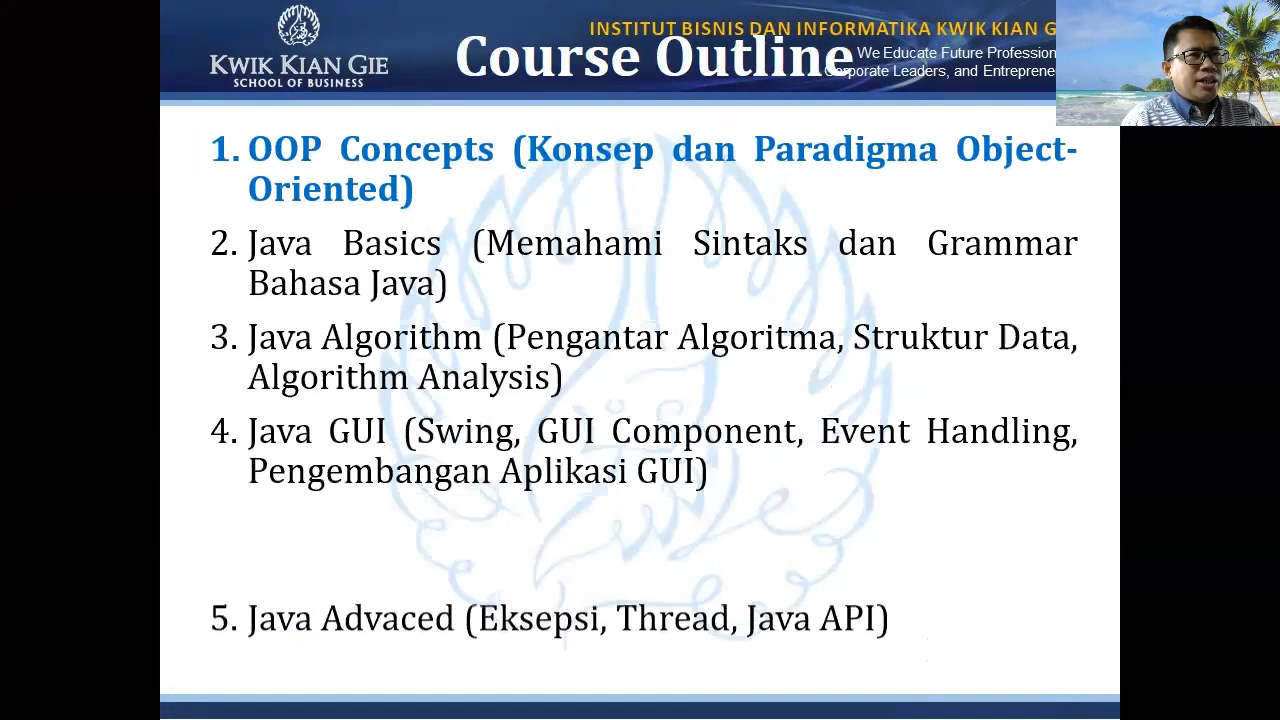 INSTITUT BISNIS DAN INFORMATIKA KWIK KIAN G
KWIK KIAN GIE
SCHOOL OF BUSINESS
Course Outline
We Educate Future Profession
Corporate Leaders, and Entreprene
1. OOP Concepts (Konsep dan Paradigma Object-
Oriented)
2. Java Basics (Memahami Sintaks dan Grammar
Bahasa Java)
3. Java Algorithm (Pengantar Algoritma, Struktur Data,
Algorithm Analysis)
4. Java GUI (Swing, GUI Component, Event Handling,
Pengembangan Aplikasi GUI)
5. Java Advaced (Eksepsi, Thread, Java API)